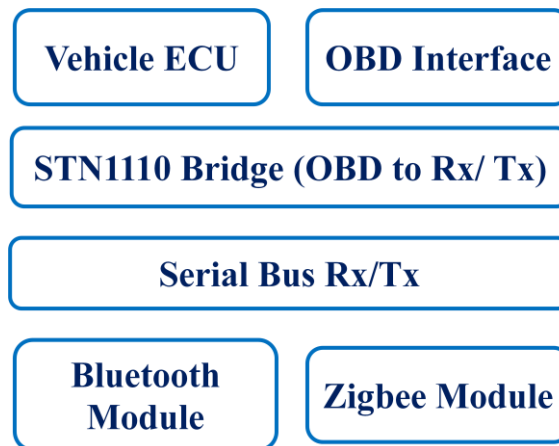 Vehicle ECU
OBD Interface
STN1110 Bridge (OBD to Rx/ Tx)
Serial Bus Rx/Tx
Bluetooth
Module
Zigbee Module